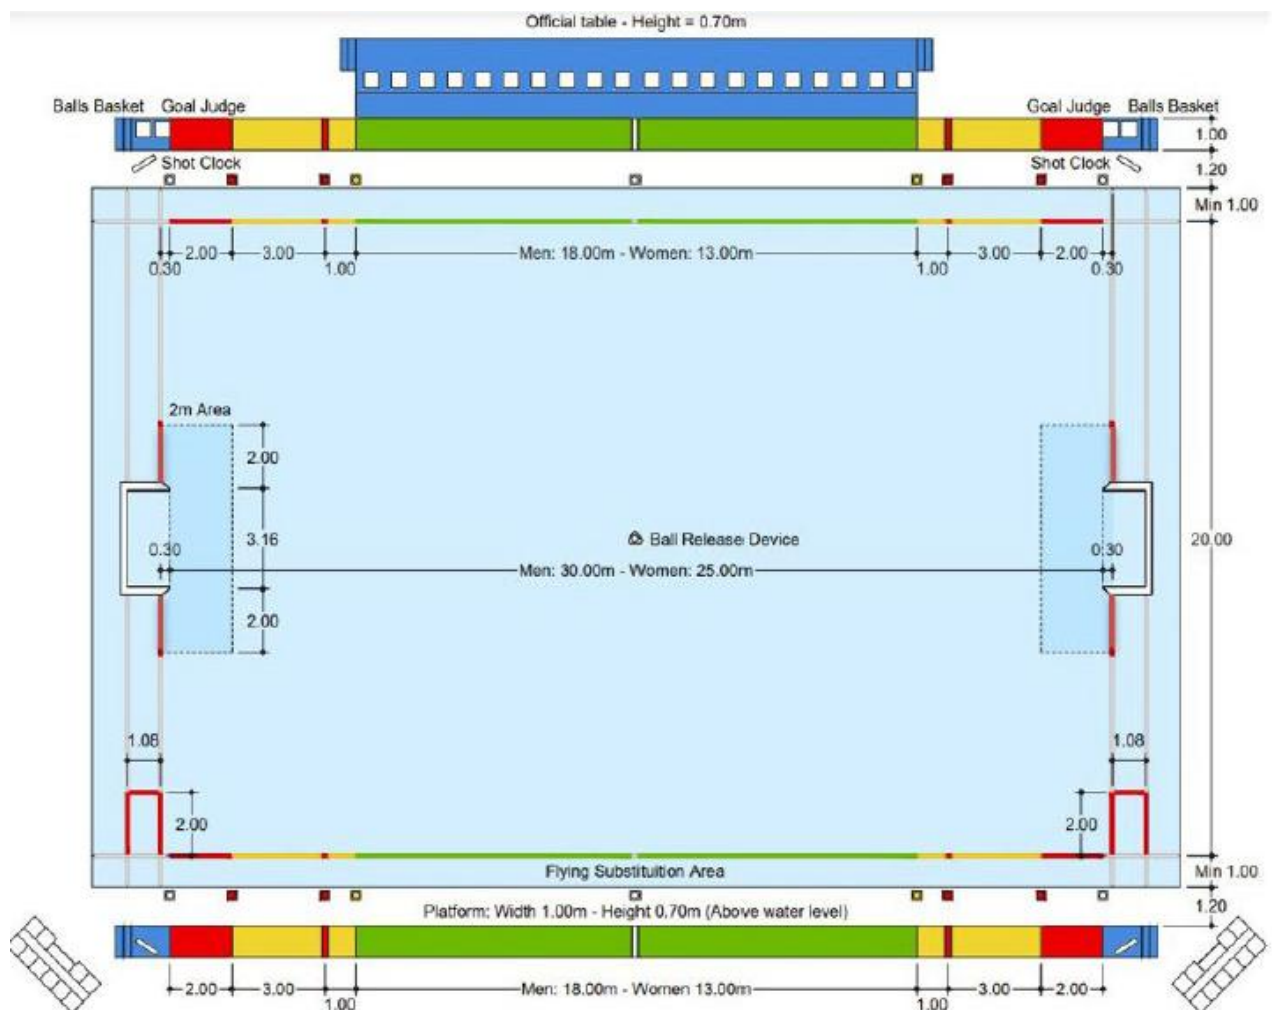 Official table - Height = 0.70m
Balls Basket Goal Judge
Goal Judge Balls Basket
1.00
Shot Clock
Shot Clock
1.20
Min 1.00
2.00 3.00 Men: 18.00m - Women: 13.00m 3.00 2.00
0.30 1.00 1.00 0.30
2m Area
2.00
3.16
Ball Release Device
20.00
0.30
0.30
Men: 30.00m - Women: 25.00m
2.00
1.08
1.08
2.00
2.00
Flying Substituition Area
Min 1.00
1.20
Platform: Width 1.00m - Height 0.70m (Above water level)
2.00 3.00 Men: 18.00m - Women 13.00m 3.00 2.00
1.00 1.00